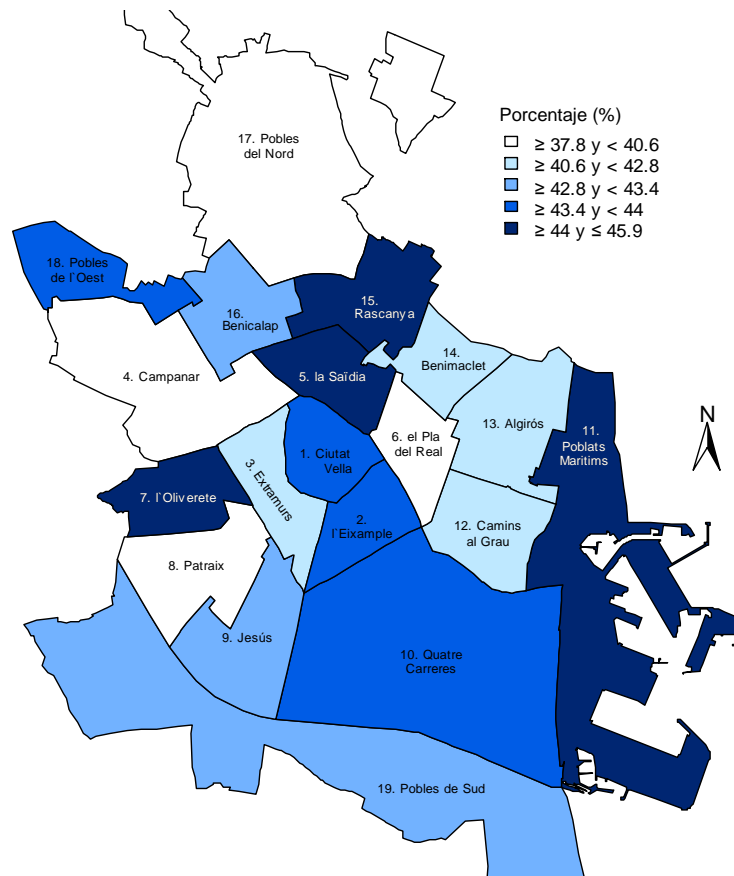 Porcentaje (%)
≥ 37.8 y < 40.6
≥ 40.6 y < 42.8
≥ 42.8 y < 43.4
≥ 43.4 y < 44
≥ 44 y ≤ 45.9
17. Pobles
del Nord
18. Pobles
de l`Oest
16.
Benicalap
15.
Rascanya
14.
Benimaclet
4. Campanar
5. la Saïdia
N
6. el Pla
del Real
13. Algirós
11.
Poblats
Maritims
1. Ciutat
Vella
3. Extramurs
7. l`Oliverete
2.
l`Eixample
12. Camins
al Grau
8. Patraix
9. Jesús
10. Quatre
Carreres
19. Pobles de Sud